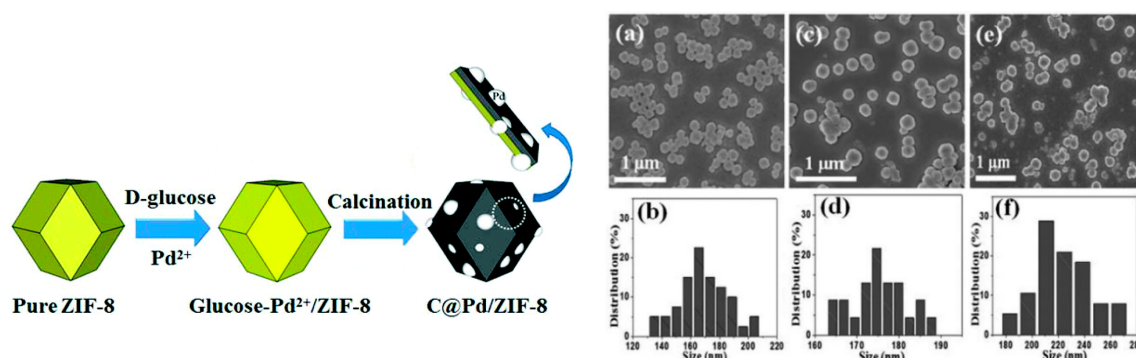 Pd
D-glucose
Pd²⁺
Calcination
Pure ZIF-8
Glucose-Pd²⁺/ZIF-8
C@Pd/ZIF-8
(a)
1 μm
(c)
1 μm
(e)
1 μm
(b)
Distribution (%)
30
20
10
0
120 140 160 180 200 220
Size (nm)
(d)
Distribution (%)
30
20
10
0
160 170 180 190
Size (nm)
(f)
Distribution (%)
30
20
10
0
180 200 220 240 260
Size (nm)